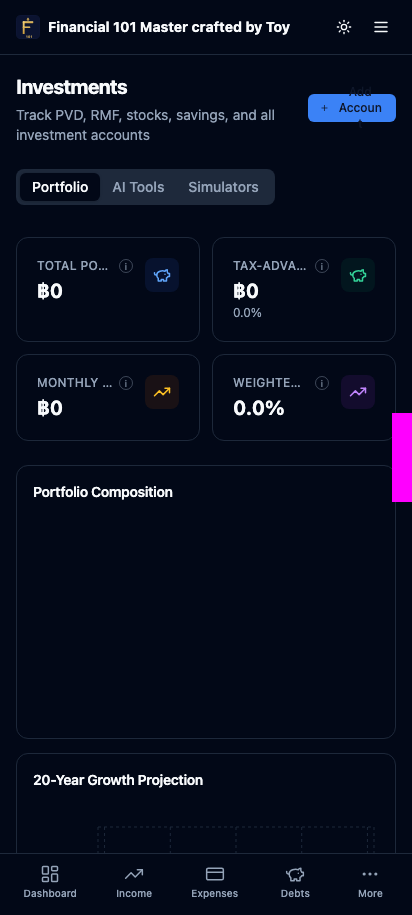 Financial 101 Master crafted by Toy
Investments
Track PVD, RMF, stocks, savings, and all
investment accounts
+ Add
Accoun
t
Portfolio
AI Tools
Simulators
TOTAL PO...
฿0
TAX-ADVA...
฿0
0.0%
MONTHLY ...
฿0
WEIGHTE...
0.0%
Portfolio Composition
20-Year Growth Projection
Dashboard
Income
Expenses
Debts
More